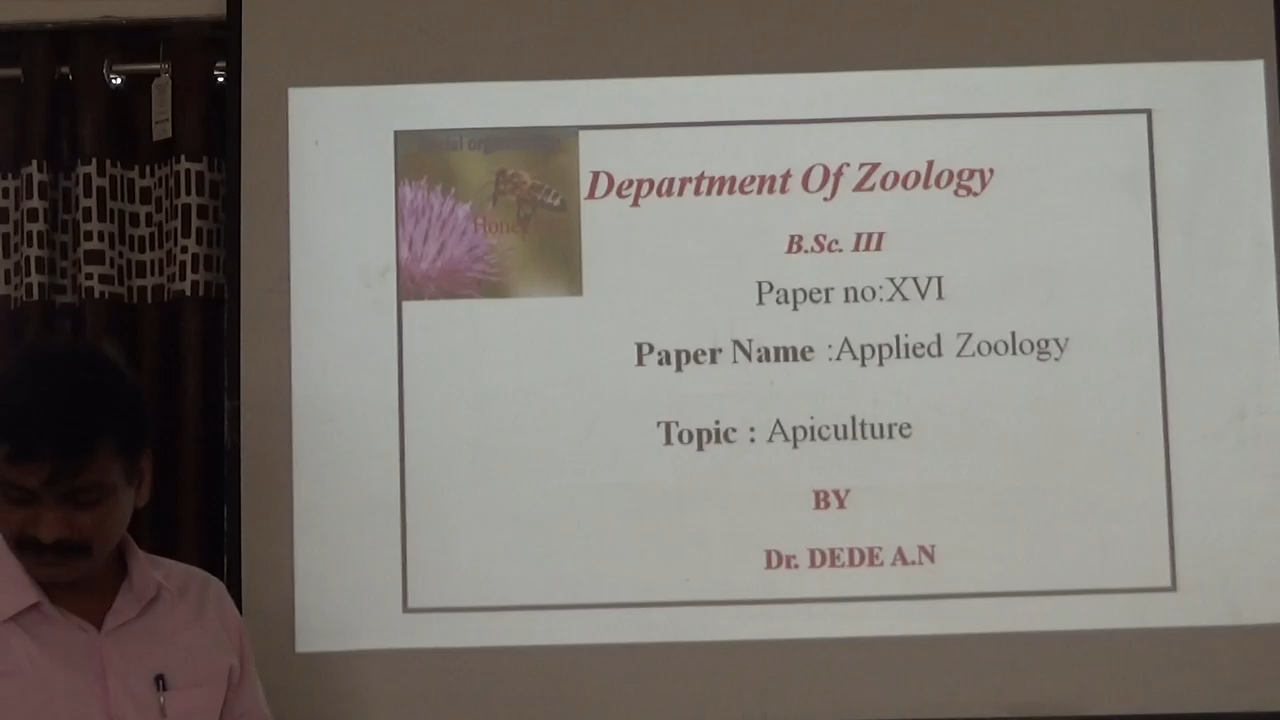 Department Of Zoology
B.Sc. III
Paper no:XVI
Paper Name :Applied Zoology
Topic : Apiculture
BY
Dr. DEDE A.N